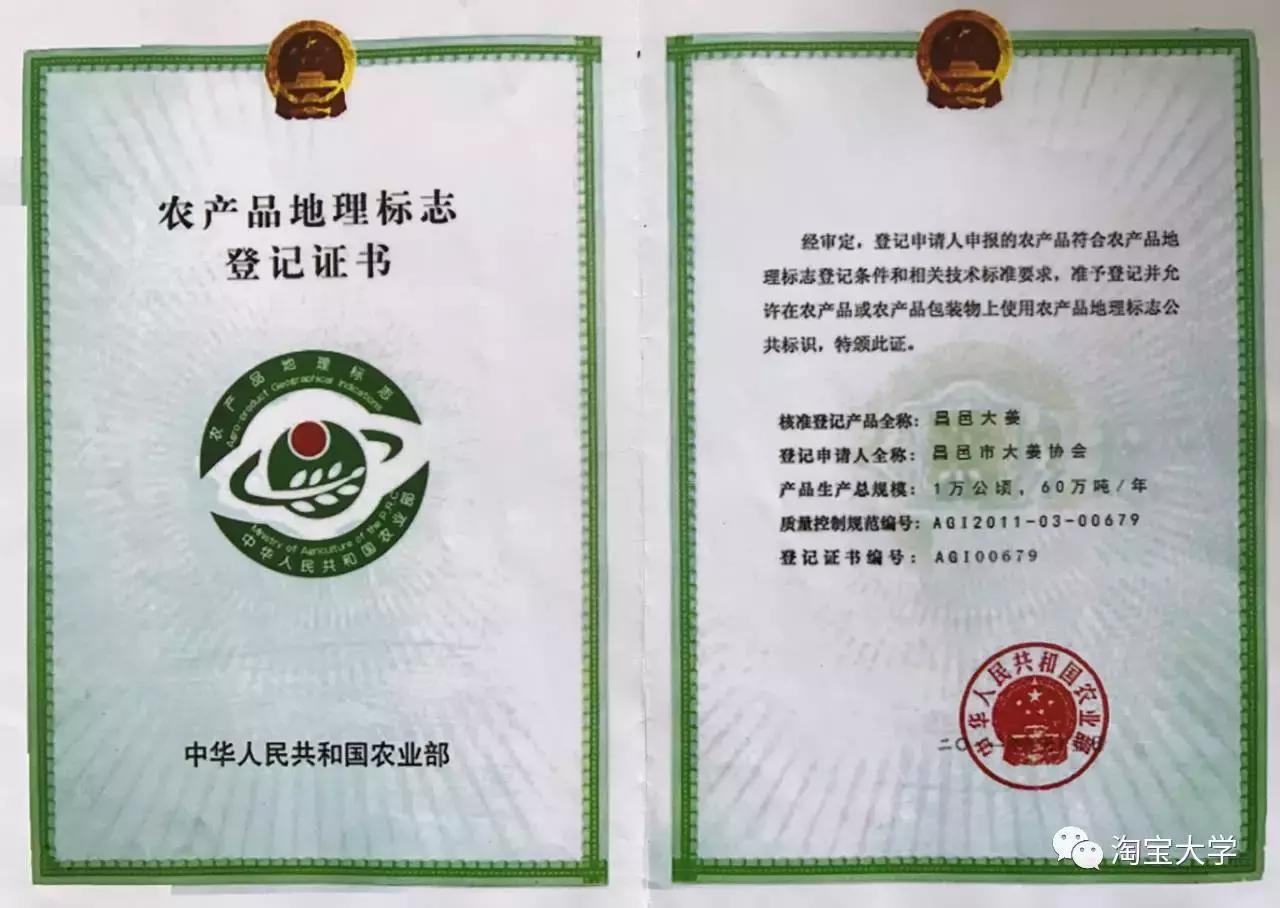 农产品地理标志
登记证书
农产品地理标志
Agro-product Geographical Indications
Ministry of Agriculture of the P.R.C
中华人民共和国农业部
中华人民共和国农业部
经审定，登记申请人申报的农产品符合农产品地
理标志登记条件和相关技术标准要求，准予登记并允
许在农产品或农产品包装物上使用农产品地理标志公
共标识，特颁此证。
核准登记产品全称：昌邑大姜
登记申请人全称：昌邑市大姜协会
产品生产总规模：1万公顷，60万吨/年
质量控制规范编号：AGI2011-03-00679
登记证书编号：AGI00679
中华人民共和国农业部
二〇
日
淘宝大学